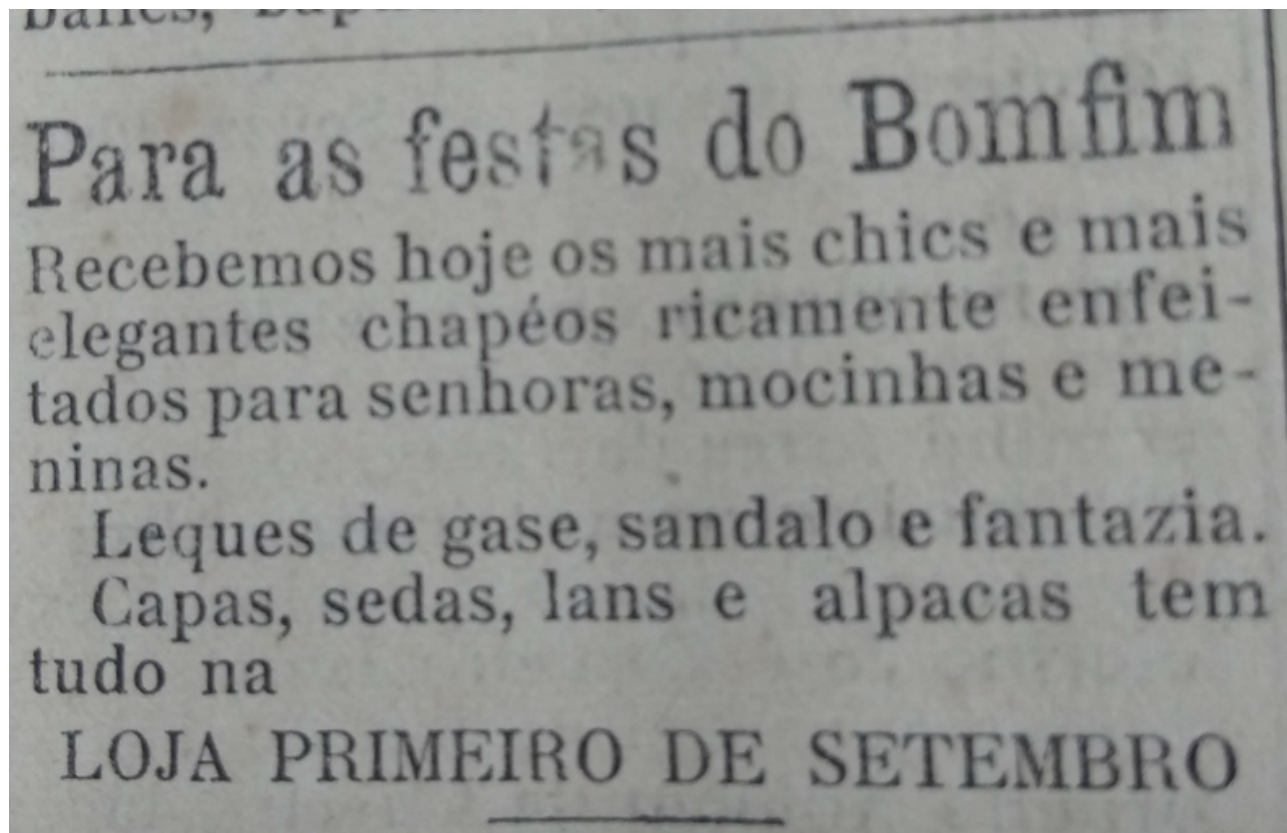 Para as festas do Bomfim
Recebemos hoje os mais chics e mais
elegantes chapéos ricamente enfei-
tados para senhoras, mocinhas e me-
ninas.
Leques de gase, sandalo e fantazia.
Capas, sedas, lans e alpacas tem
tudo na
LOJA PRIMEIRO DE SETEMBRO